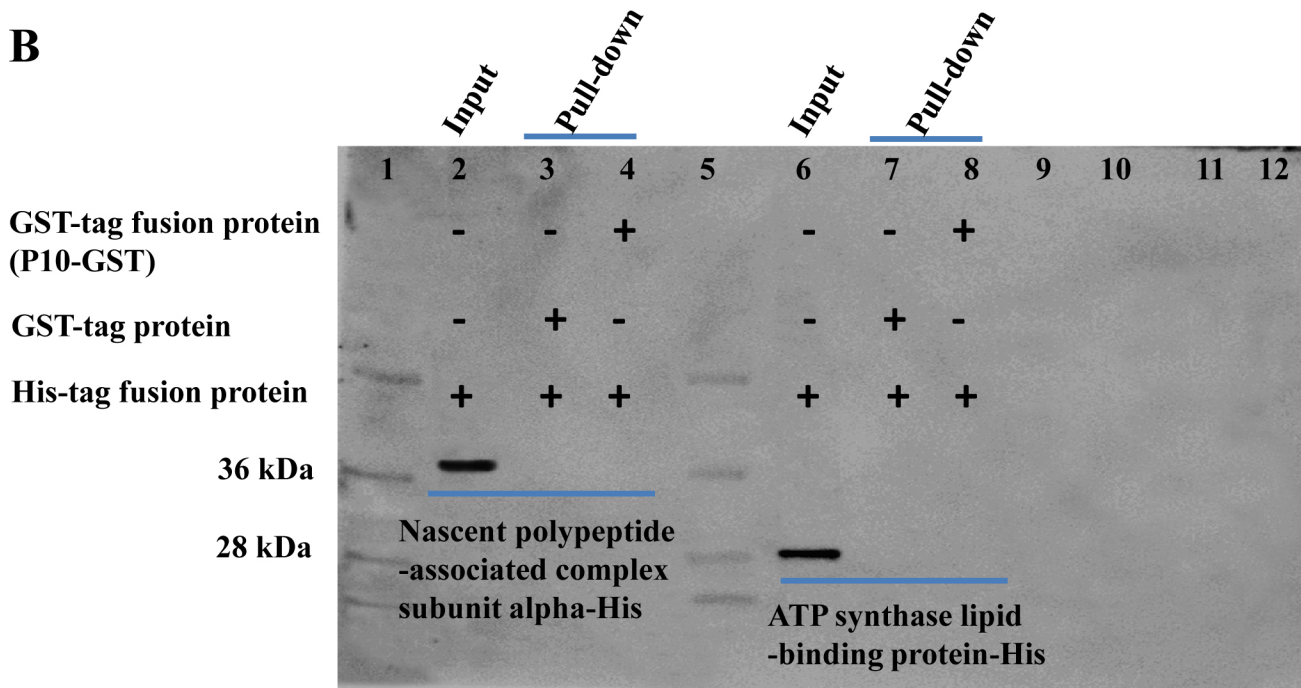 B
Input
Pull-down
Input
Pull-down
1 2 3 4 5 6 7 8 9 10 11 12
GST-tag fusion protein
(P10-GST)
- - + - - +
GST-tag protein
- + - - + -
His-tag fusion protein
+ + + + + +
36 kDa
28 kDa
Nascent polypeptide
-associated complex
subunit alpha-His
ATP synthase lipid
-binding protein-His